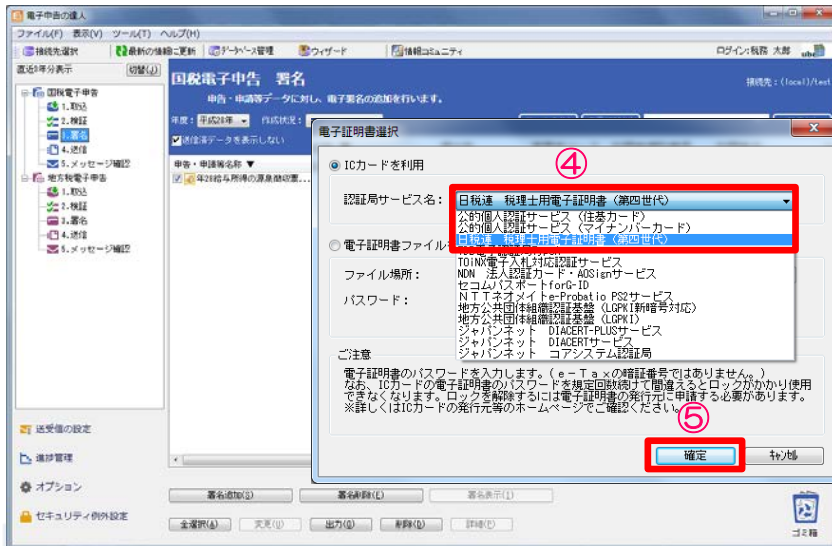 電子申告の達人
ファイル(F) 表示(V) ツール(T) ヘルプ(H)
接続先選択 最新の情報に更新 データベース管理 ウィザード 情報コミュニティ ログイン:税務 太郎
直近3年分表示 切替(J)
国税電子申告 署名
接続先:(local)/test
申告・申請等データに対し、電子署名の追加を行います。
年度: 平成28年 作成状況:
送信済データを表示しない
申告・申請等名称 ▼
年28給与所得の源泉徴収票...
国税電子申告
1.取込
2.検証
3.署名
4.送信
5.メッセージ確認
地方税電子申告
1.取込
2.検証
3.署名
4.送信
5.メッセージ確認
送受信の設定
進捗管理
オプション
セキュリティ例外設定
電子証明書選択
④
ICカードを利用
認証局サービス名: 日税連 税理士用電子証明書(第四世代)
公的個人認証サービス(住基カード)
公的個人認証サービス(マイナンバーカード)
日税連 税理士用電子証明書(第四世代)
電子証明書ファイル
TOiNX電子入札対応認証サービス
ファイル場所:
NDN 法人認証カード・AOSignサービス
セコムパスポートforG-ID
パスワード:
NTTネオメイトe-Probatio PS2サービス
地方公共団体組織認証基盤(LGPKI新暗号対応)
地方公共団体組織認証基盤(LGPKI)
ジャパンネット DIACERT-PLUSサービス
ジャパンネット DIACERTサービス
ジャパンネット コアシステム認証局
ご注意
電子証明書のパスワードを入力します。(e-Taxの暗証番号ではありません。)
なお、ICカードの電子証明書のパスワードを規定回数続けて間違えるとロックがかかり使用
できなくなります。ロックを解除するには電子証明書の発行元に申請する必要があります。
※詳しくはICカードの発行元等のホームページでご確認ください。
⑤
確定 キャンセル
署名追加(S) 署名削除(E) 署名表示(I)
全選択(A) 変更(U) 出力(O) 削除(D) 詳細(P)
ゴミ箱